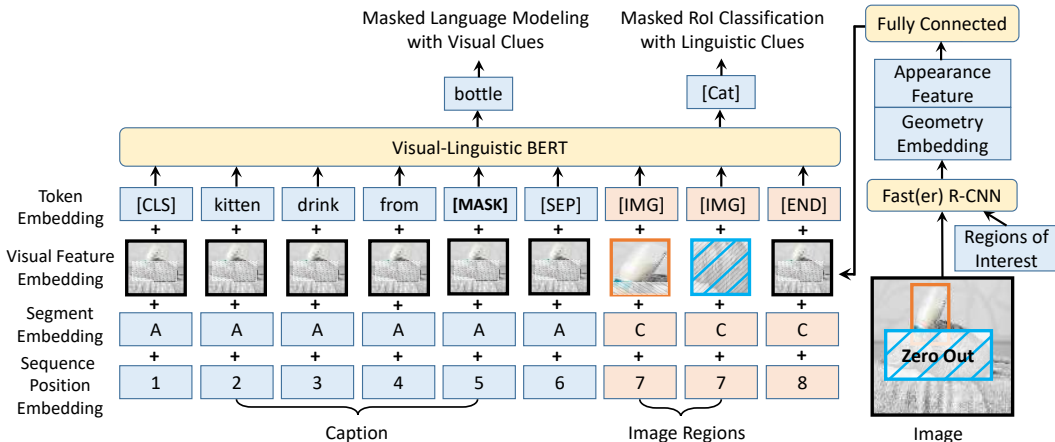 Masked Language Modeling
with Visual Clues
Masked RoI Classification
with Linguistic Clues
Fully Connected
bottle
[Cat]
Appearance
Feature
Geometry
Embedding
Visual-Linguistic BERT
Fast(er) R-CNN
Regions of
Interest
Token
Embedding
[CLS] kitten drink from [MASK] [SEP] [IMG] [IMG] [END]
+ + + + + + + + +
Visual Feature
Embedding
+ + + + + + + + +
Segment
Embedding
A A A A A A C C C
+ + + + + + + + +
Sequence
Position
Embedding
1 2 3 4 5 6 7 7 8
Zero Out
Caption
Image Regions
Image